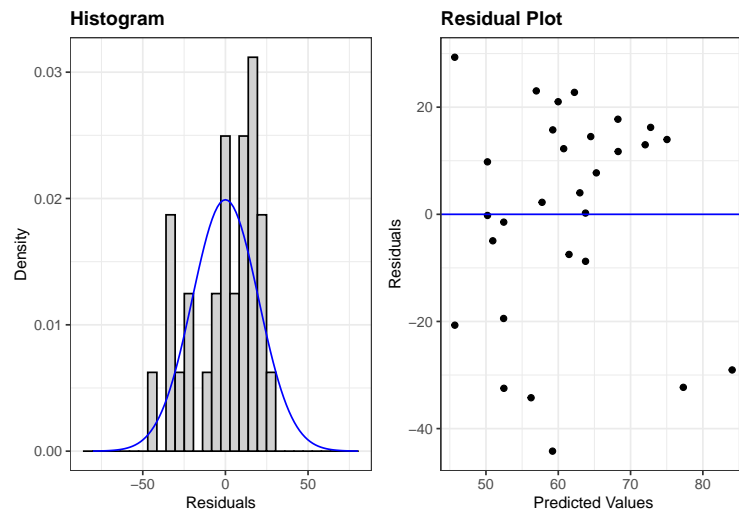 Histogram
0.03
0.02
0.01
0.00
Density
−50
0
50
Residuals
Residual Plot
20
0
−20
−40
Residuals
50
60
70
80
Predicted Values